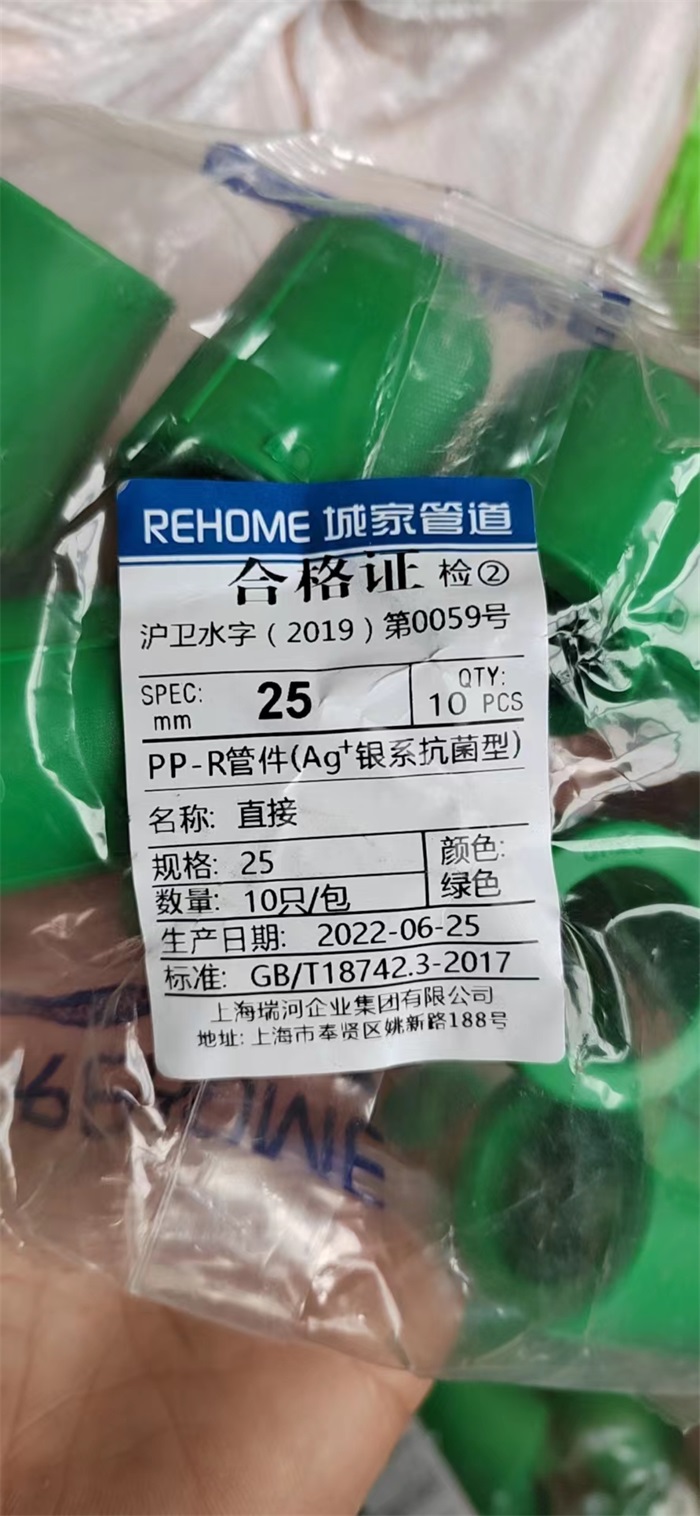 REHOME 城家管道
合格证 检②
沪卫水字（2019）第0059号
SPEC: mm 25 QTY: 10 PCS
PP-R管件(Ag⁺银系抗菌型)
名称: 直接
规格: 25 颜色: 绿色
数量: 10只/包
生产日期: 2022-06-25
标准: GB/T18742.3-2017
上海瑞河企业集团有限公司
地址: 上海市奉贤区姚新路188号
REHOME